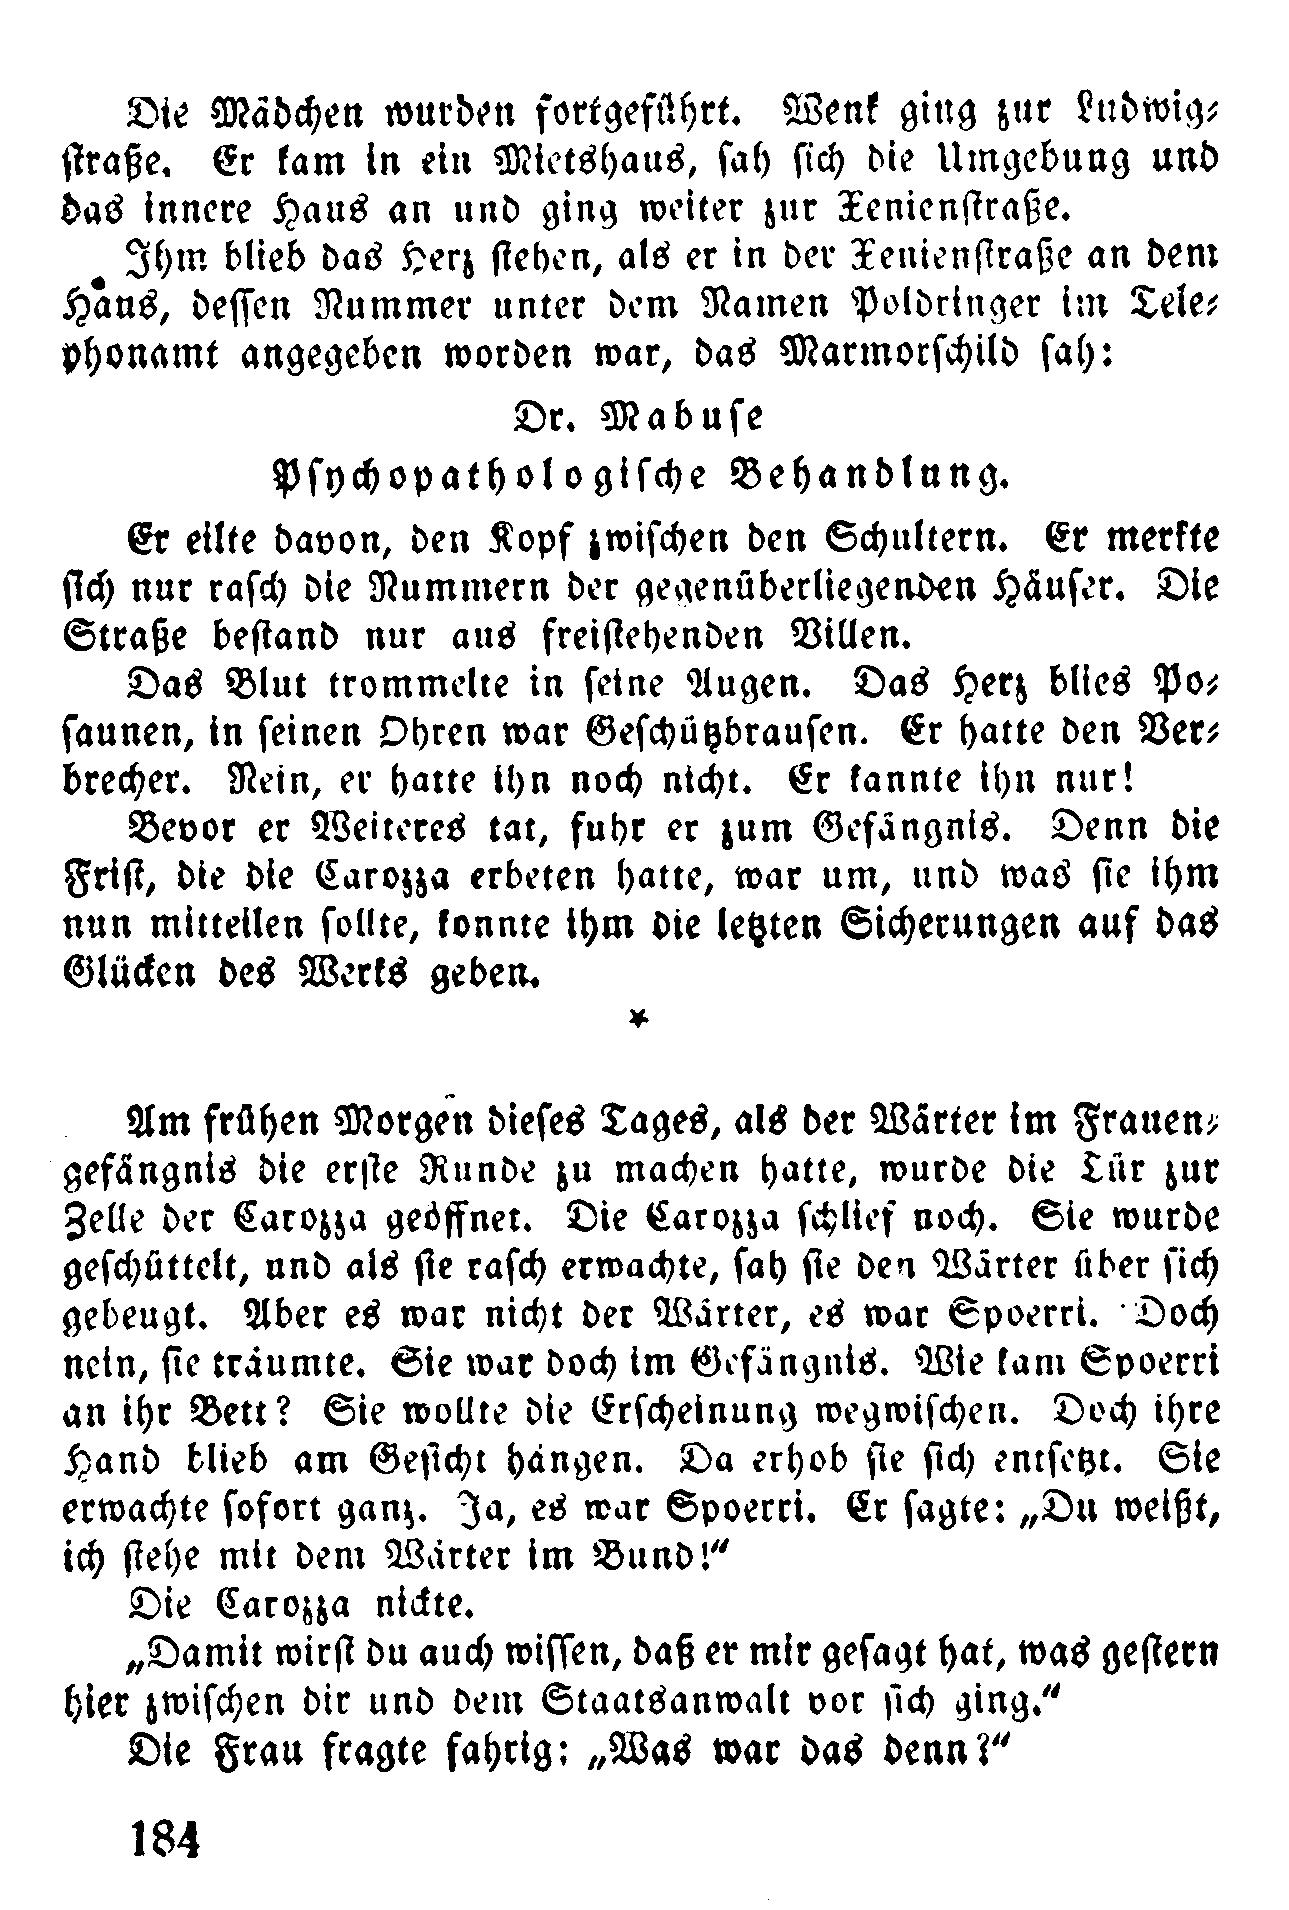 Die Mädchen wurden fortgeführt. Wenk ging zur Ludwig-
straße. Er kam in ein Mietshaus, sah sich die Umgebung und
das innere Haus an und ging weiter zur Xenienstraße.
Ihm blieb das Herz stehen, als er in der Xenienstraße an dem
Haus, dessen Nummer unter dem Namen Poldringer im Tele-
phonamt angegeben worden war, das Marmorschild sah:
Dr. Mabuse
Psychopathologische Behandlung.
Er eilte davon, den Kopf zwischen den Schultern. Er merkte
sich nur rasch die Nummern der gegenüberliegenden Häuser. Die
Straße bestand nur aus freistehenden Villen.
Das Blut trommelte in seine Augen. Das Herz blies Po-
saunen, in seinen Ohren war Geschützbrausen. Er hatte den Ver-
brecher. Nein, er hatte ihn noch nicht. Er kannte ihn nur!
Bevor er Weiteres tat, fuhr er zum Gefängnis. Denn die
Frist, die die Carozza erbeten hatte, war um, und was sie ihm
nun mitteilen sollte, konnte ihm die letzten Sicherungen auf das
Glücken des Werks geben.
*
Am frühen Morgen dieses Tages, als der Wärter im Frauen-
gefängnis die erste Runde zu machen hatte, wurde die Tür zur
Zelle der Carozza geöffnet. Die Carozza schlief noch. Sie wurde
geschüttelt, und als sie rasch erwachte, sah sie den Wärter über sich
gebeugt. Aber es war nicht der Wärter, es war Spoerri. Doch
nein, sie träumte. Sie war doch im Gefängnis. Wie kam Spoerri
an ihr Bett? Sie wollte die Erscheinung wegwischen. Doch ihre
Hand blieb am Gesicht hängen. Da erhob sie sich entsetzt. Sie
erwachte sofort ganz. Ja, es war Spoerri. Er sagte: „Du weißt,
ich stehe mit dem Wärter im Bund!“
Die Carozza nickte.
„Damit wirst du auch wissen, daß er mir gesagt hat, was gestern
hier zwischen dir und dem Staatsanwalt vor sich ging.“
Die Frau fragte fahrig: „Was war das denn?“
184